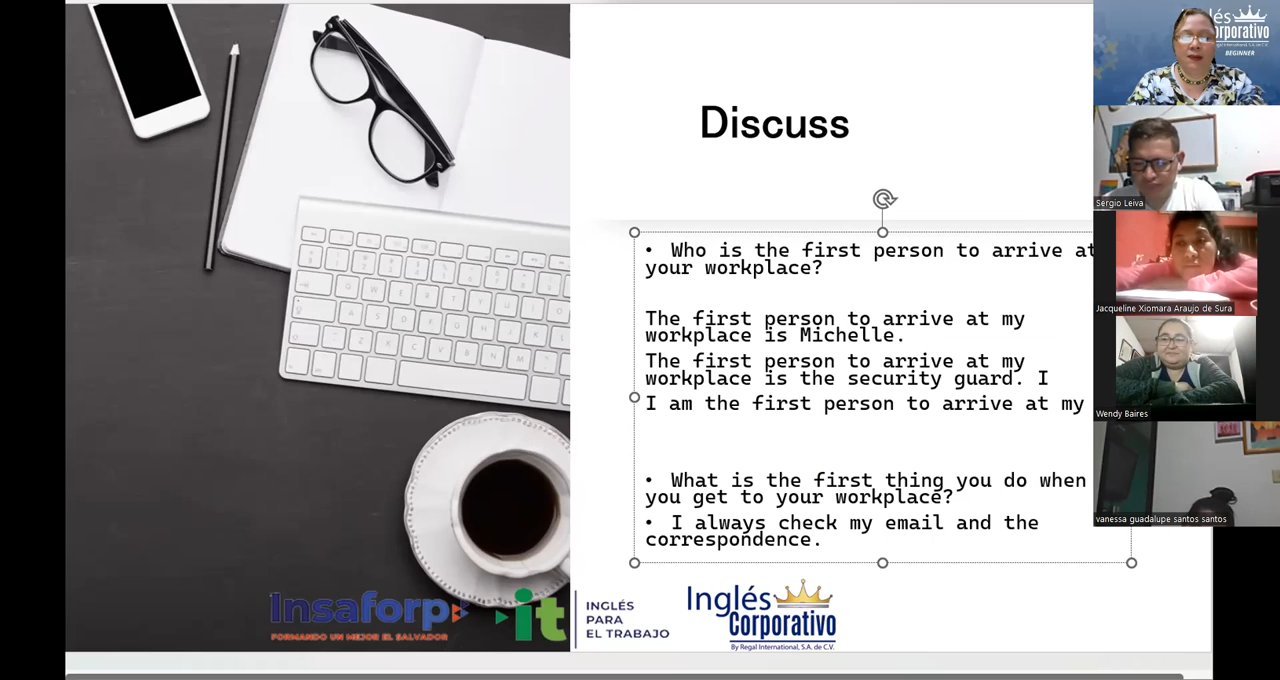 Discuss
• Who is the first person to arrive at
your workplace?
The first person to arrive at my
workplace is Michelle.
The first person to arrive at my
workplace is the security guard. I
I am the first person to arrive at my
• What is the first thing you do when
you get to your workplace?
• I always check my email and the
correspondence.
Insaforp
FORMANDO UN MEJOR EL SALVADOR
it
INGLÉS
PARA
EL TRABAJO
Inglés
Corporativo
By Regal International, S.A. de C.V.
BEGINNER
Sergio Leiva
Jacqueline Xiomara Araujo de Sura
Wendy Baires
vanessa guadalupe santos santos